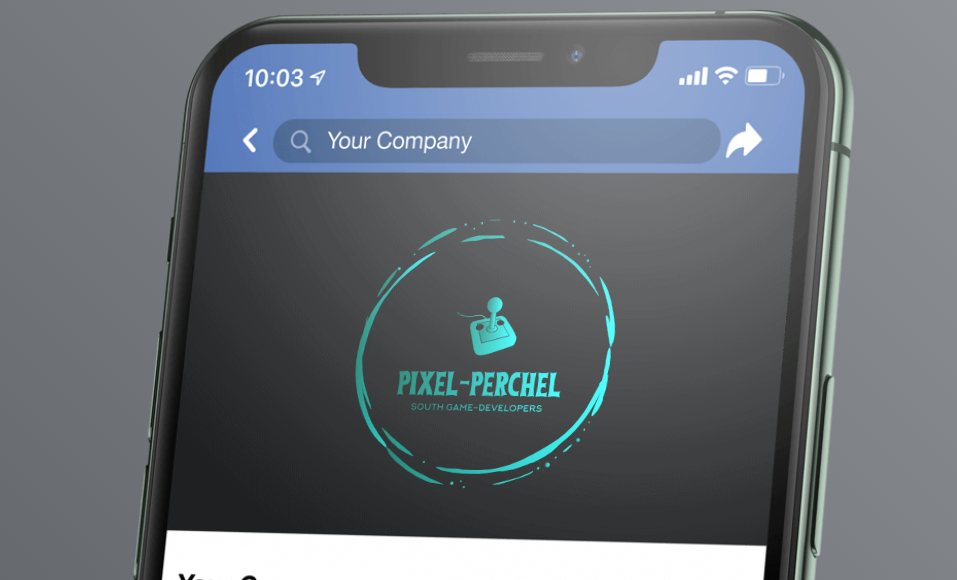 10:03
Your Company
PIXEL-PERCHEL
SOUTH GAME-DEVELOPERS